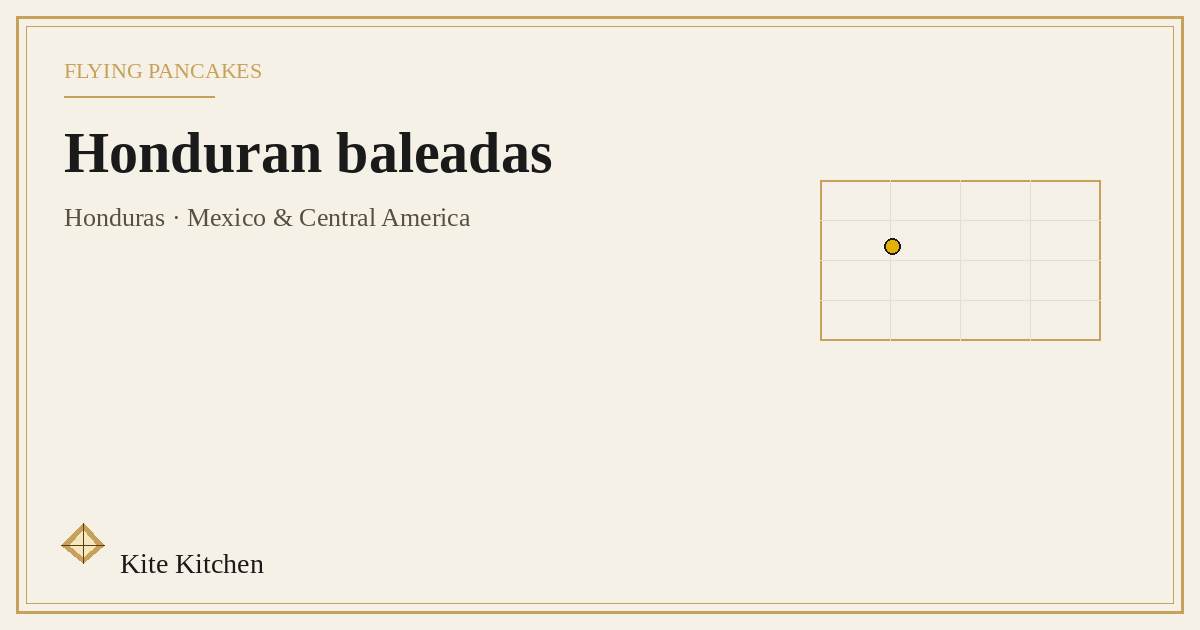 FLYING PANCAKES
Honduran baleadas
Honduras · Mexico & Central America
Kite Kitchen